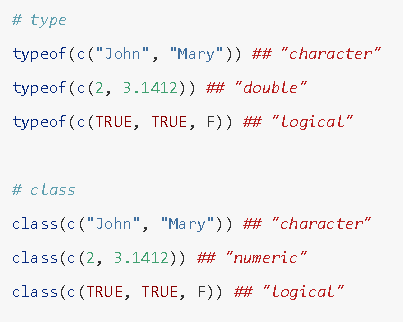 # type
typeof(c("John", "Mary")) ## "character"
typeof(c(2, 3.1412)) ## "double"
typeof(c(TRUE, TRUE, F)) ## "logical"
# class
class(c("John", "Mary")) ## "character"
class(c(2, 3.1412)) ## "numeric"
class(c(TRUE, TRUE, F)) ## "logical"